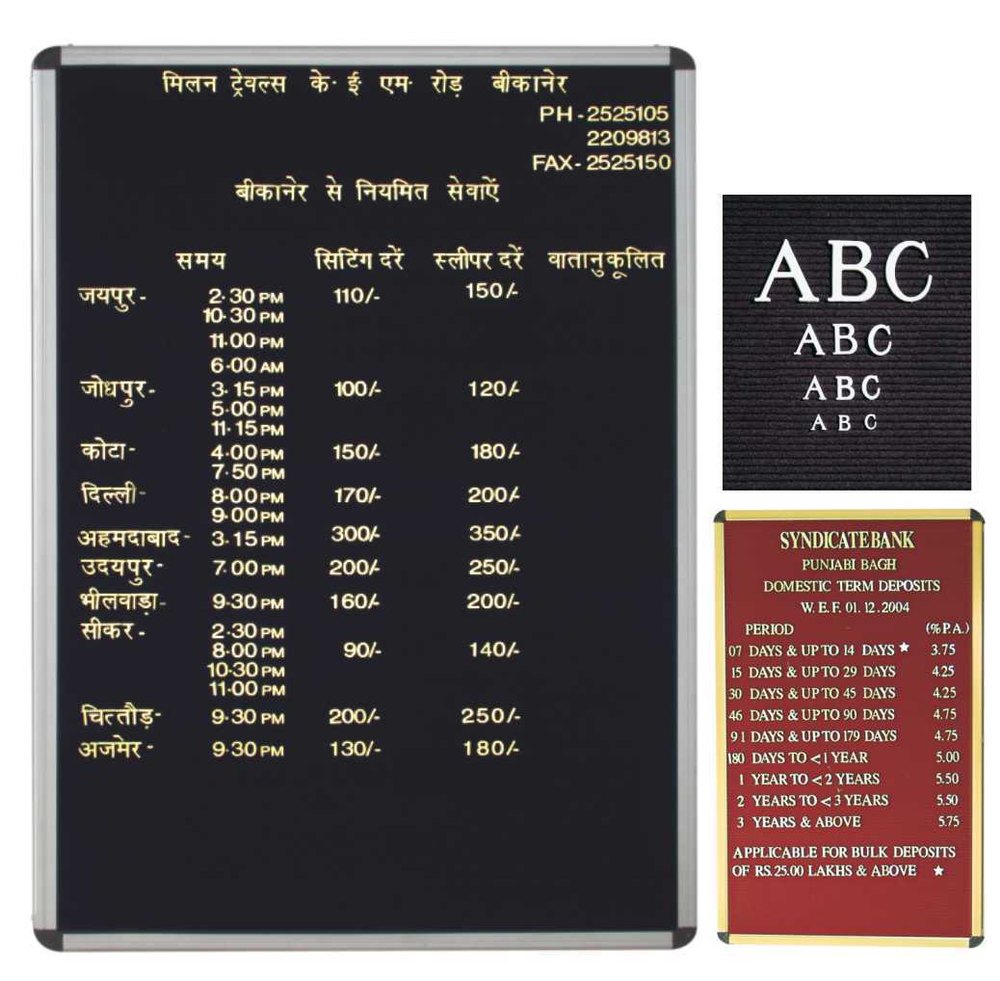 मिलन ट्रेवल्स के· ई एम· रोड़ बीकानेर
PH - 2525105
2209813
FAX - 2525150
बीकानेर से नियमित सेवाऐं
समय सिटिंग दरें स्लीपर दरें वातानुकूलित
जयपुर - 2·30 PM 110/- 150/-
10·30 PM
11·00 PM
6·00 AM
जोधपुर - 3·15 PM 100/- 120/-
5·00 PM
11·15 PM
कोटा - 4·00 PM 150/- 180/-
7·50 PM
दिल्ली - 8·00 PM 170/- 200/-
9·00 PM
अहमदाबाद - 3·15 PM 300/- 350/-
उदयपुर - 7·00 PM 200/- 250/-
भीलवाड़ा - 9·30 PM 160/- 200/-
सीकर - 2·30 PM
8·00 PM 90/- 140/-
10·30 PM
11·00 PM
चित्तौड़ - 9·30 PM 200/- 250/-
अजमेर - 9·30 PM 130/- 180/-
ABC
ABC
ABC
ABC
SYNDICATEBANK
PUNJABI BAGH
DOMESTIC TERM DEPOSITS
W. E. F. 01. 12. 2004
PERIOD (% P.A.)
07 DAYS & UP TO 14 DAYS ★ 3.75
15 DAYS & UP TO 29 DAYS 4.25
30 DAYS & UP TO 45 DAYS 4.25
46 DAYS & UP TO 90 DAYS 4.75
91 DAYS & UP TO 179 DAYS 4.75
180 DAYS TO < 1 YEAR 5.00
1 YEAR TO < 2 YEARS 5.50
2 YEARS TO < 3 YEARS 5.50
3 YEARS & ABOVE 5.75
APPLICABLE FOR BULK DEPOSITS
OF RS.25.00 LAKHS & ABOVE ★